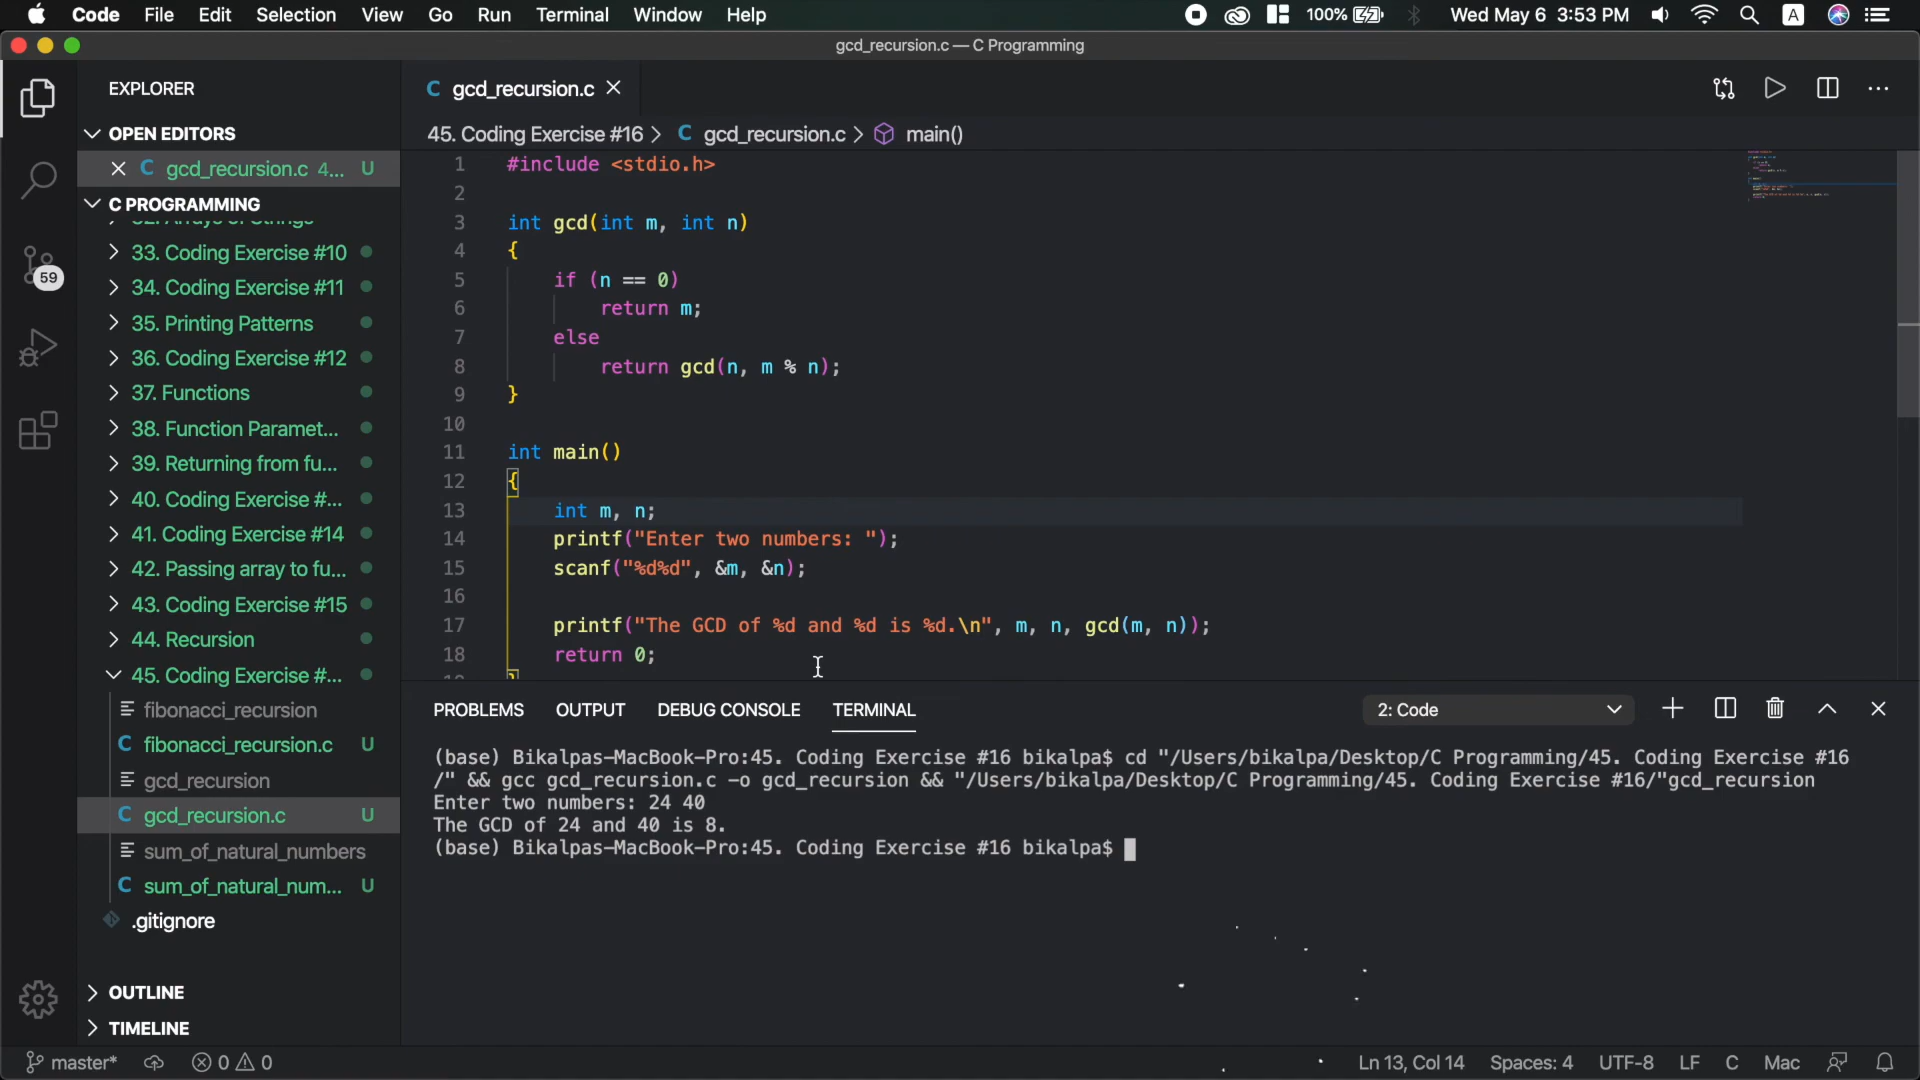 Code File Edit Selection View Go Run Terminal Window Help 100% Wed May 6 3:53 PM A
gcd_recursion.c — C Programming
EXPLORER
OPEN EDITORS
C gcd_recursion.c 4... U
C PROGRAMMING
32. Arrays of Strings
33. Coding Exercise #10
34. Coding Exercise #11
35. Printing Patterns
36. Coding Exercise #12
37. Functions
38. Function Paramet...
39. Returning from fu...
40. Coding Exercise #...
41. Coding Exercise #14
42. Passing array to fu...
43. Coding Exercise #15
44. Recursion
45. Coding Exercise #...
fibonacci_recursion
C fibonacci_recursion.c U
gcd_recursion
C gcd_recursion.c U
sum_of_natural_numbers
C sum_of_natural_num... U
.gitignore
OUTLINE
TIMELINE
59
C gcd_recursion.c
45. Coding Exercise #16 > C gcd_recursion.c > main()
1 #include <stdio.h>
2
3 int gcd(int m, int n)
4 {
5 if (n == 0)
6 return m;
7 else
8 return gcd(n, m % n);
9 }
10
11 int main()
12 {
13 int m, n;
14 printf("Enter two numbers: ");
15 scanf("%d%d", &m, &n);
16
17 printf("The GCD of %d and %d is %d.\n", m, n, gcd(m, n));
18 return 0;
19 }
PROBLEMS OUTPUT DEBUG CONSOLE TERMINAL 2: Code
(base) Bikalpas-MacBook-Pro:45. Coding Exercise #16 bikalpa$ cd "/Users/bikalpa/Desktop/C Programming/45. Coding Exercise #16
/" && gcc gcd_recursion.c -o gcd_recursion && "/Users/bikalpa/Desktop/C Programming/45. Coding Exercise #16/"gcd_recursion
Enter two numbers: 24 40
The GCD of 24 and 40 is 8.
(base) Bikalpas-MacBook-Pro:45. Coding Exercise #16 bikalpa$
master* 0 0 Ln 13, Col 14 Spaces: 4 UTF-8 LF C Mac